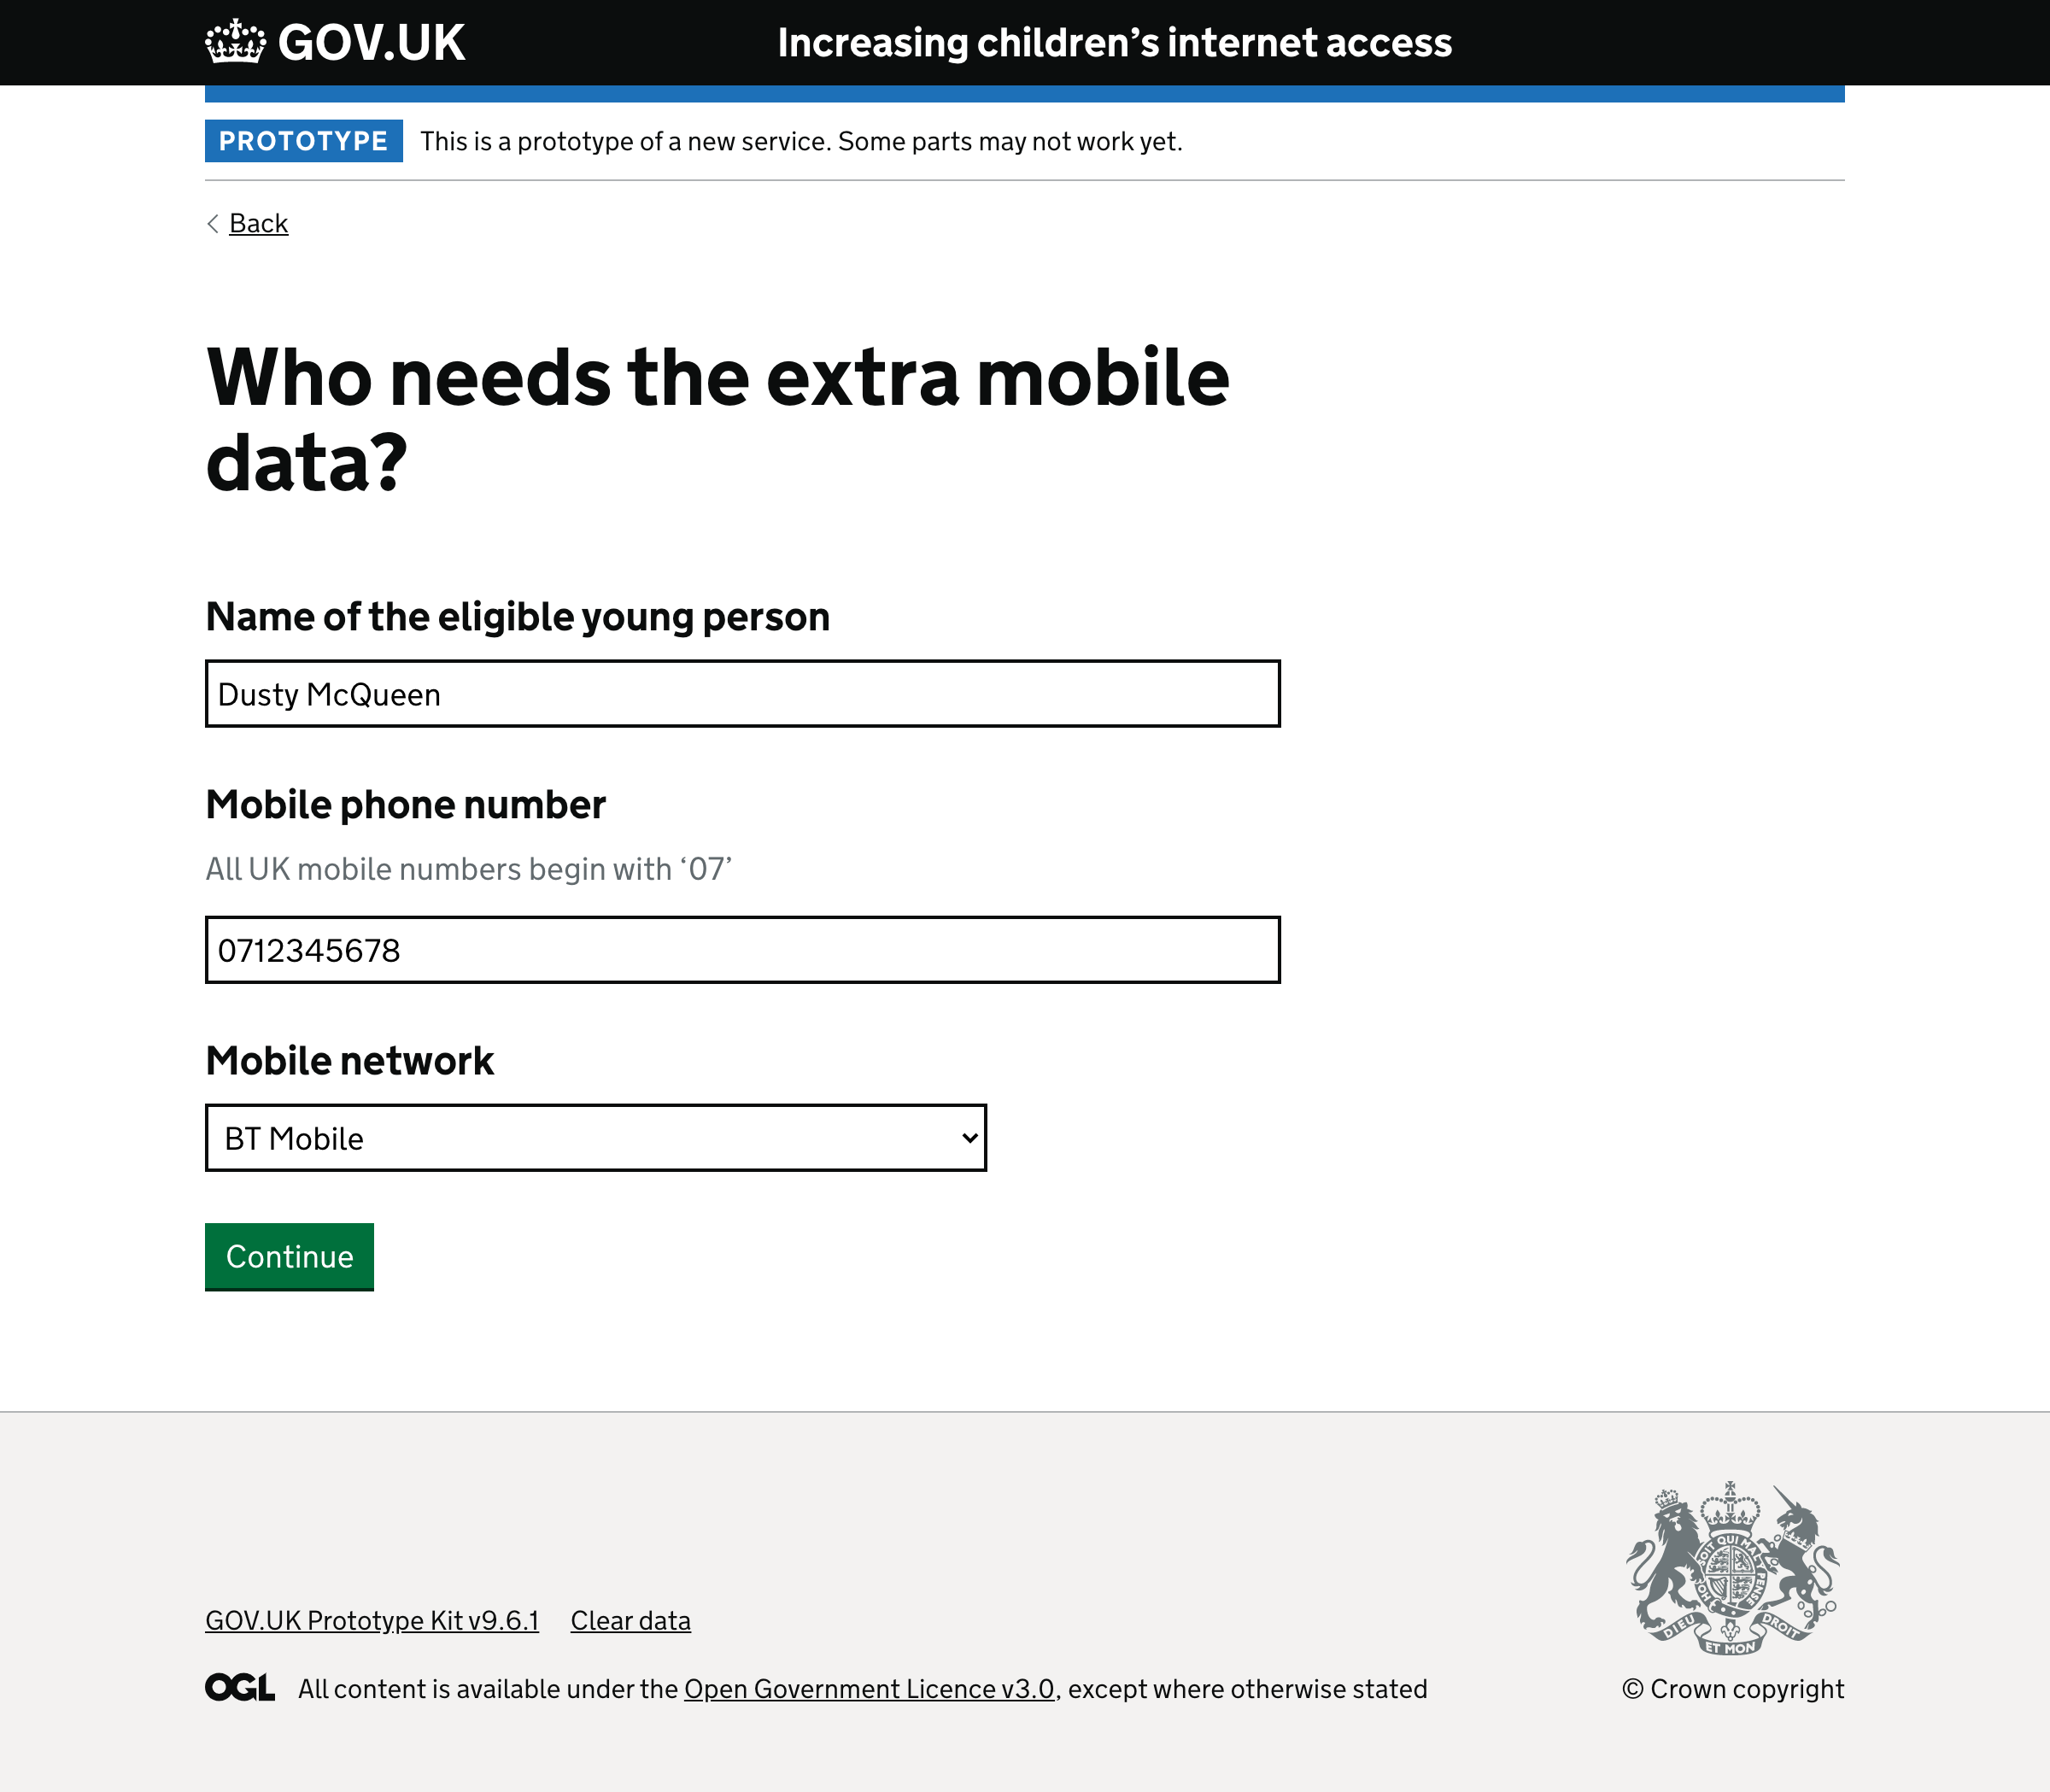 GOV.UK
Increasing children’s internet access
PROTOTYPE This is a prototype of a new service. Some parts may not work yet.
Back
Who needs the extra mobile
data?
Name of the eligible young person
Dusty McQueen
Mobile phone number
All UK mobile numbers begin with ‘07’
0712345678
Mobile network
BT Mobile
Continue
GOV.UK Prototype Kit v9.6.1 Clear data
OGL All content is available under the Open Government Licence v3.0, except where otherwise stated
SOIT QUI MAL Y PENSE
DIEU ET MON DROIT
© Crown copyright